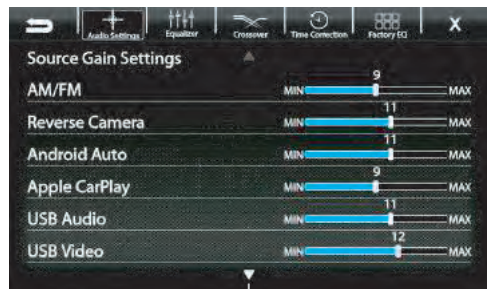 Audio Settings
Equalizer
Crossover
Time Correction
Factory EQ
X
Source Gain Settings
AM/FM MIN 9 MAX
Reverse Camera MIN 11 MAX
Android Auto MIN 11 MAX
Apple CarPlay MIN 9 MAX
USB Audio MIN 11 MAX
USB Video MIN 12 MAX